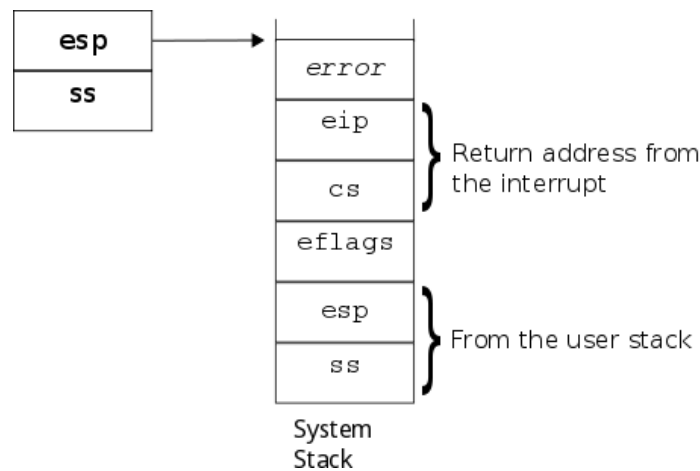 esp
ss
error
eip
cs
eflags
esp
ss
Return address from
the interrupt
From the user stack
System
Stack